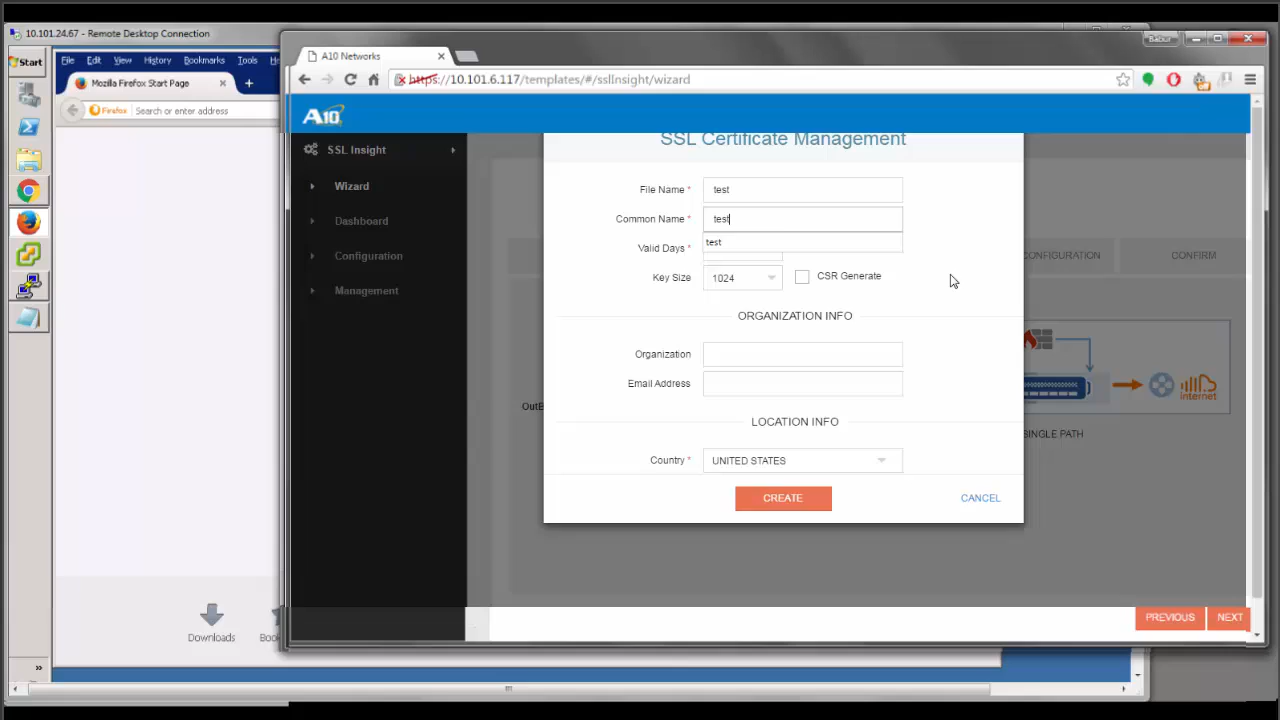 10.101.24.67 - Remote Desktop Connection
Start
File Edit View History Bookmarks Tools
Mozilla Firefox Start Page
Firefox Search or enter address
Downloads
A10 Networks
https://10.101.6.117/templates/#/sslinsight/wizard
A10
SSL Insight
Wizard
Dashboard
Configuration
Management
SSL Certificate Management
File Name * test
Common Name * test
Valid Days * test
Key Size 1024 CSR Generate
ORGANIZATION INFO
Organization
Email Address
LOCATION INFO
Country * UNITED STATES
CREATE CANCEL
CONFIGURATION CONFIRM
internet
SINGLE PATH
PREVIOUS NEXT